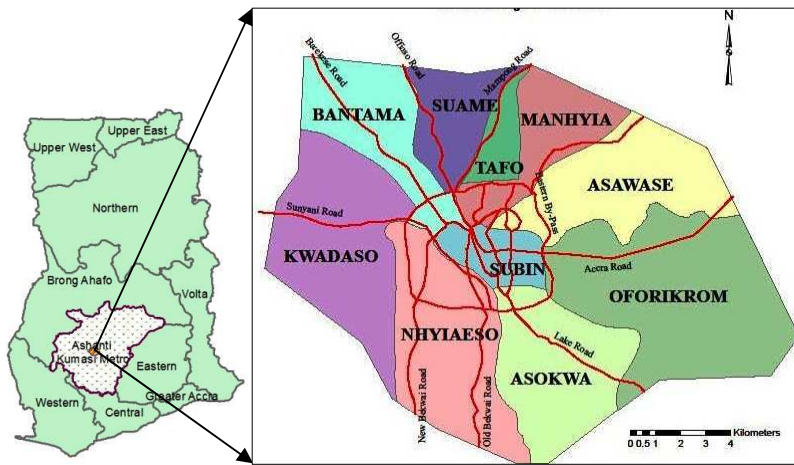 Upper East
Upper West
Northern
Brong Ahafo
Volta
Ashanti
Kumasi Metro
Eastern
Greater Accra
Western
Central
N
Barekese Road
Offinso Road
Mampong Road
BANTAMA
SUAME
MANHYIA
TAFO
ASAWASE
Eastern By-Pass
Sunyani Road
KWADASO
SUBIN
Accra Road
OFORIKROM
NHYIAESO
Lake Road
ASOKWA
New Bekwai Road
Old Bekwai Road
0 0.5 1 2 3 4 Kilometers